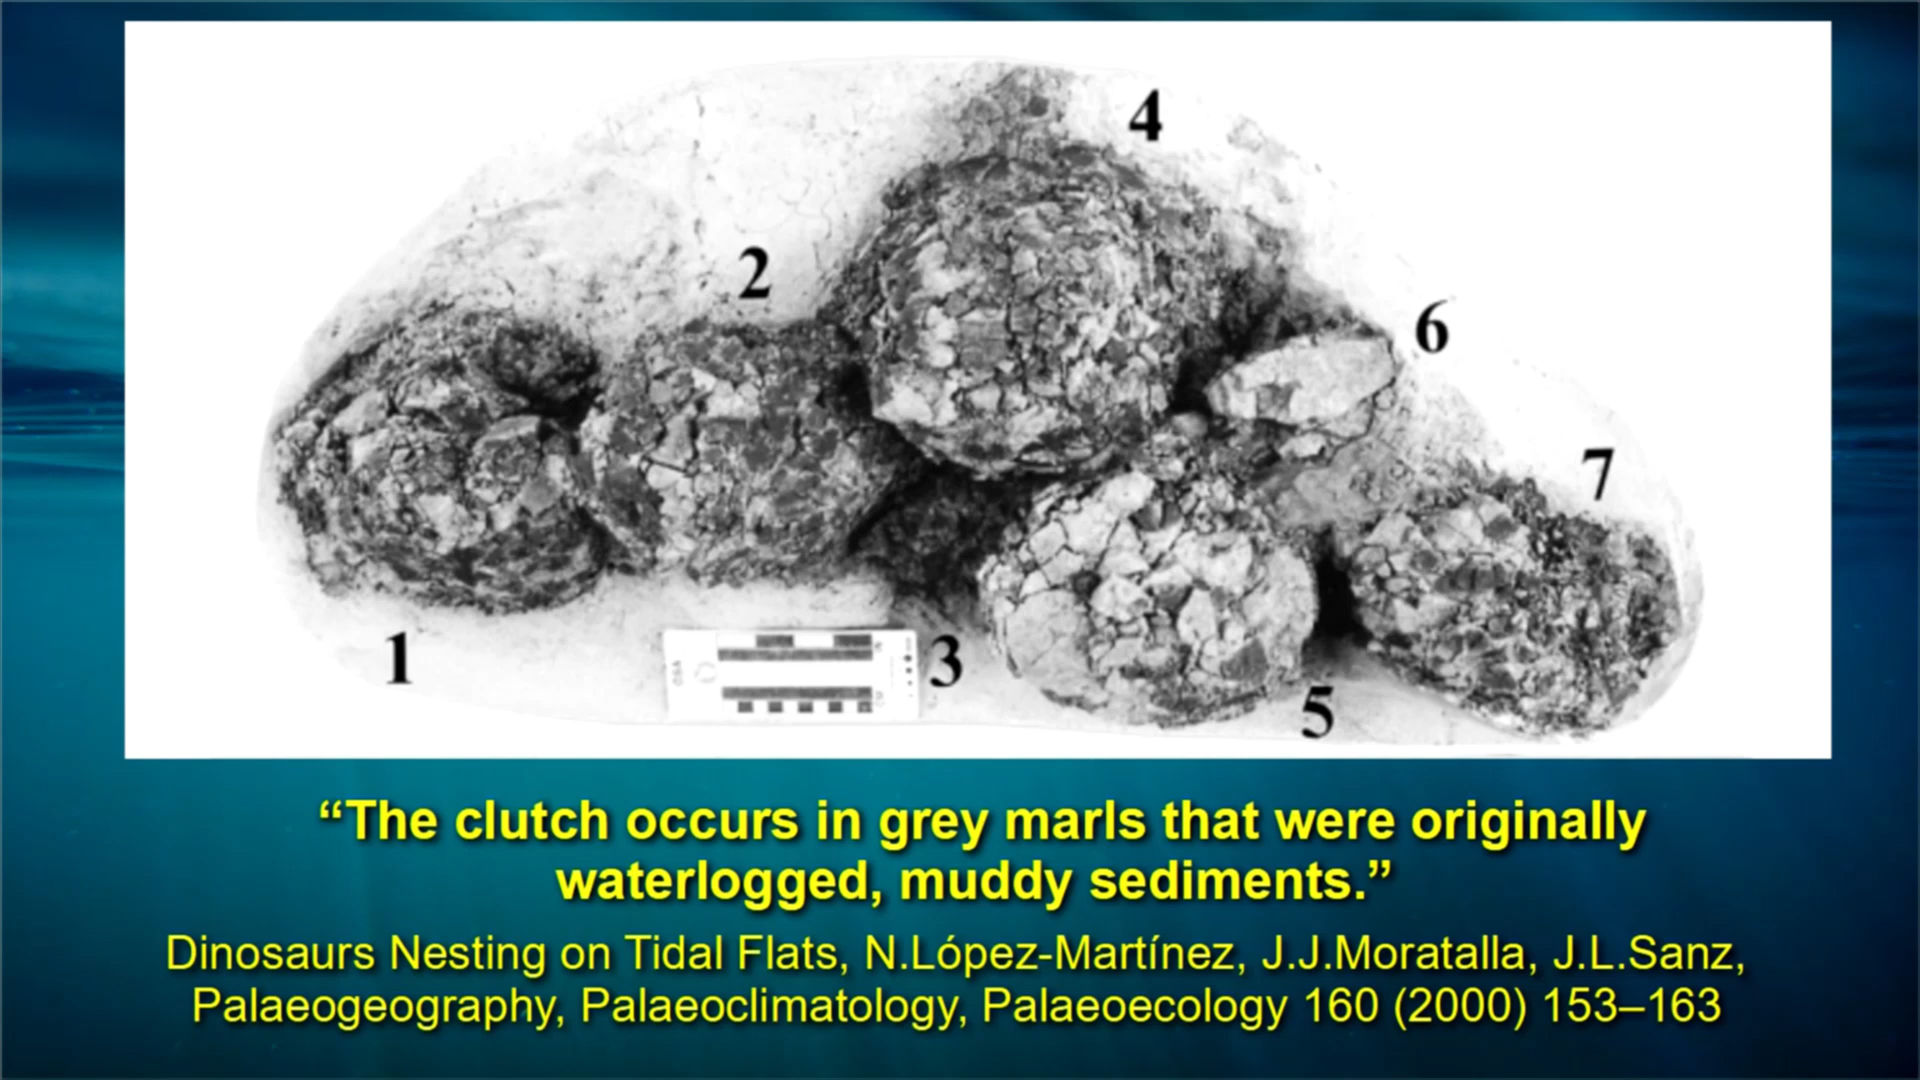 4
2
6
7
1
3
5
“The clutch occurs in grey marls that were originally
waterlogged, muddy sediments.”
Dinosaurs Nesting on Tidal Flats, N.López-Martínez, J.J.Moratalla, J.L.Sanz,
Palaeogeography, Palaeoclimatology, Palaeoecology 160 (2000) 153–163